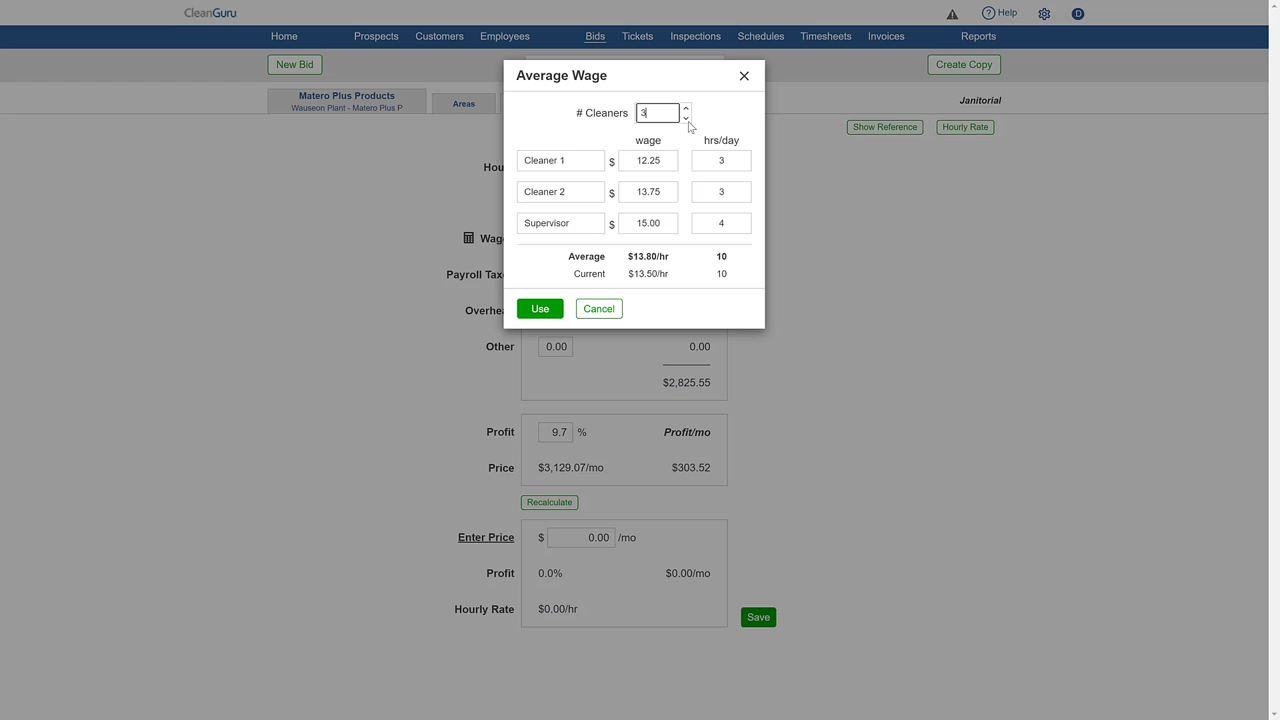 CleanGuru
Help
D
Home Prospects Customers Employees Bids Tickets Inspections Schedules Timesheets Invoices Reports
New Bid
Create Copy
Average Wage
Matero Plus Products
Wauseon Plant - Matero Plus P
Areas
Janitorial
# Cleaners 3
Show Reference
Hourly Rate
wage hrs/day
Cleaner 1 $ 12.25 3
Cleaner 2 $ 13.75 3
Supervisor $ 15.00 4
Average $13.80/hr 10
Current $13.50/hr 10
Use Cancel
Hou
Wag
Payroll Tax
Overhea
Other 0.00 0.00
$2,825.55
Profit 9.7 % Profit/mo
Price $3,129.07/mo $303.52
Recalculate
Enter Price $ 0.00 /mo
Profit 0.0% $0.00/mo
Hourly Rate $0.00/hr
Save